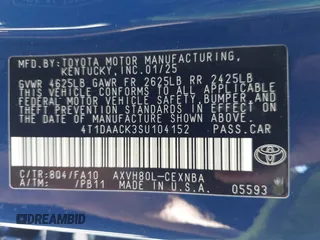 MFD. BY: TOYOTA MOTOR MANUFACTURING,
KENTUCKY, INC. 01/25
GVWR 4625LB GAWR FR 2625LB RR 2425LB
THIS VEHICLE CONFORMS TO ALL APPLICABLE
FEDERAL MOTOR VEHICLE SAFETY, BUMPER,
AND THEFT PREVENTION STANDARDS IN EFFECT
ON THE DATE OF MANUFACTURE SHOWN ABOVE.
4T1DAACK3SU104152 PASS.CAR
C/TR: 8Q4/FA10 AXVH80L-CEXNBA
A/TM: /PB11 MADE IN U.S.A.
TOYOTA
05593
DREAMBID